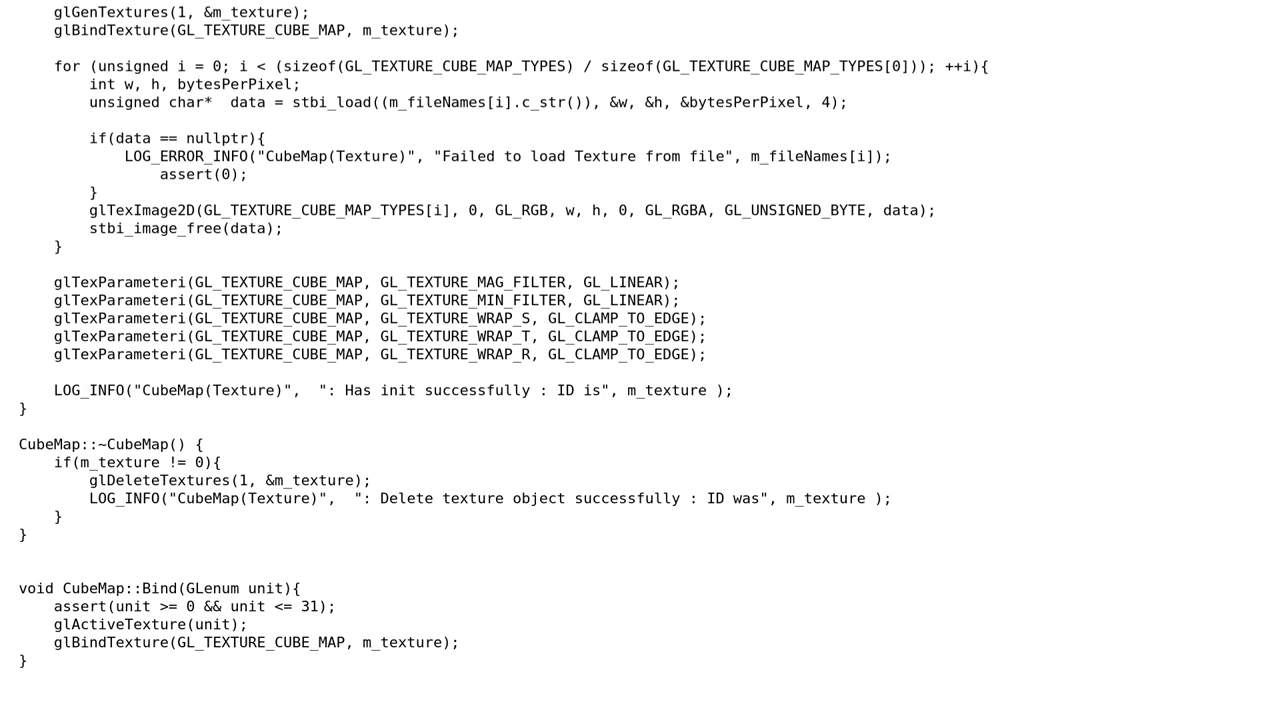 glGenTextures(1, &m_texture);
glBindTexture(GL_TEXTURE_CUBE_MAP, m_texture);
for (unsigned i = 0; i < (sizeof(GL_TEXTURE_CUBE_MAP_TYPES) / sizeof(GL_TEXTURE_CUBE_MAP_TYPES[0])); ++i){
int w, h, bytesPerPixel;
unsigned char*  data = stbi_load((m_fileNames[i].c_str()), &w, &h, &bytesPerPixel, 4);
if(data == nullptr){
LOG_ERROR_INFO("CubeMap(Texture)", "Failed to load Texture from file", m_fileNames[i]);
assert(0);
}
glTexImage2D(GL_TEXTURE_CUBE_MAP_TYPES[i], 0, GL_RGB, w, h, 0, GL_RGBA, GL_UNSIGNED_BYTE, data);
stbi_image_free(data);
}
glTexParameteri(GL_TEXTURE_CUBE_MAP, GL_TEXTURE_MAG_FILTER, GL_LINEAR);
glTexParameteri(GL_TEXTURE_CUBE_MAP, GL_TEXTURE_MIN_FILTER, GL_LINEAR);
glTexParameteri(GL_TEXTURE_CUBE_MAP, GL_TEXTURE_WRAP_S, GL_CLAMP_TO_EDGE);
glTexParameteri(GL_TEXTURE_CUBE_MAP, GL_TEXTURE_WRAP_T, GL_CLAMP_TO_EDGE);
glTexParameteri(GL_TEXTURE_CUBE_MAP, GL_TEXTURE_WRAP_R, GL_CLAMP_TO_EDGE);
LOG_INFO("CubeMap(Texture)",  ": Has init successfully : ID is", m_texture );
}
CubeMap::~CubeMap() {
if(m_texture != 0){
glDeleteTextures(1, &m_texture);
LOG_INFO("CubeMap(Texture)",  ": Delete texture object successfully : ID was", m_texture );
}
}
void CubeMap::Bind(GLenum unit){
assert(unit >= 0 && unit <= 31);
glActiveTexture(unit);
glBindTexture(GL_TEXTURE_CUBE_MAP, m_texture);
}